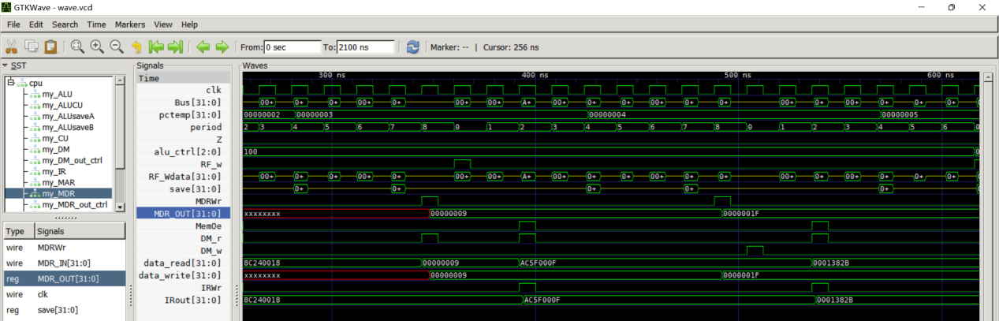 GTKWave - wave.vcd
File Edit Search Time Markers View Help
From: 0 sec To: 2100 ns Marker: -- | Cursor: 256 ns
SST
cpu
my_ALU
my_ALUCU
my_ALUsaveA
my_ALUsaveB
my_CU
my_DM
my_DM_out_ctrl
my_IR
my_MAR
my_MDR
my_MDR_out_ctrl
Type Signals
wire MDRWr
wire MDR_IN[31:0]
reg MDR_OUT[31:0]
wire clk
reg save[31:0]
Signals
Time
clk
Bus[31:0]
pctemp[31:0]
period
Z
alu_ctrl[2:0]
RF_w
RF_Wdata[31:0]
save[31:0]
MDRWr
MDR_OUT[31:0]
MemOe
DM_r
DM_w
data_read[31:0]
data_write[31:0]
IRWr
IRout[31:0]
Waves
300 ns 400 ns 500 ns 600 ns
00+ 0+ 0+ 00+ 0+ 00+ 00+ A+ 00+ 0+ 0+ 00+ 0+ 0+ 00+ 00+ 00+ 0+ 0+ 0+ 0+
00000002 00000003 00000004 00000005
2 3 4 5 6 7 8 0 1 2 3 4 5 6 7 8 0 1 2 3 4 5 6 0
100
00+ 0+ 0+ 00+ 0+ 00+ 00+ A+ 00+ 0+ 0+ 00+ 0+ 0+ 00+ 00+ 00+ 0+ 0+ 0+
0+ 0+ 0+ 0+ 0+
xxxxxxxx 00000009 0000001F
8C240018 00000009 AC5F000F 0001382B
xxxxxxxx 00000009 0000001F
8C240018 AC5F000F 0001382B